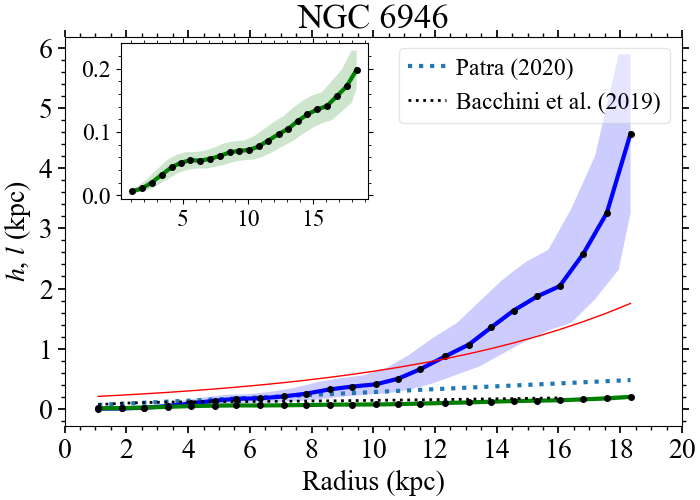 NGC 6946
6
5
4
3
2
1
0
h, l (kpc)
0.2
0.1
0.0
5 10 15
Patra (2020)
Bacchini et al. (2019)
0 2 4 6 8 10 12 14 16 18 20
Radius (kpc)